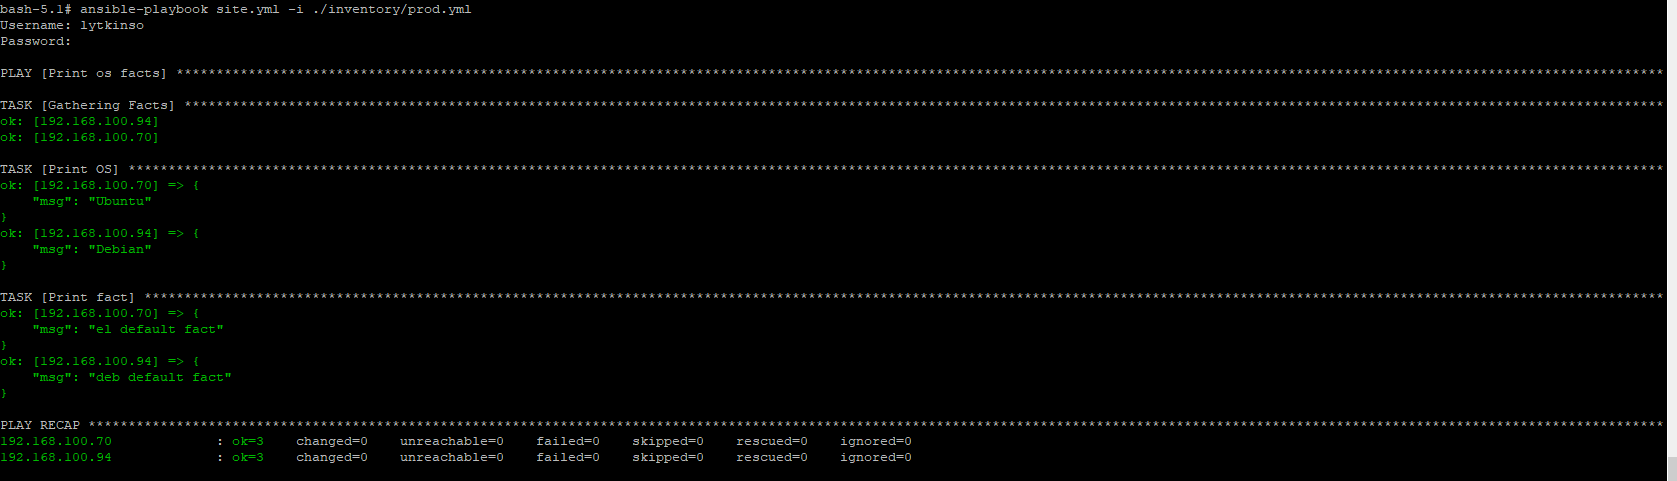 bash-5.1# ansible-playbook site.yml -i ./inventory/prod.yml
Username: lytkinso
Password:
PLAY [Print os facts] ****************************************************************************************************************************************************************************************
TASK [Gathering Facts] ***************************************************************************************************************************************************************************************
ok: [192.168.100.94]
ok: [192.168.100.70]
TASK [Print OS] **********************************************************************************************************************************************************************************************
ok: [192.168.100.70] => {
    "msg": "Ubuntu"
}
ok: [192.168.100.94] => {
    "msg": "Debian"
}
TASK [Print fact] ********************************************************************************************************************************************************************************************
ok: [192.168.100.70] => {
    "msg": "el default fact"
}
ok: [192.168.100.94] => {
    "msg": "deb default fact"
}
PLAY RECAP ***************************************************************************************************************************************************************************************************
192.168.100.70             : ok=3    changed=0    unreachable=0    failed=0    skipped=0    rescued=0    ignored=0
192.168.100.94             : ok=3    changed=0    unreachable=0    failed=0    skipped=0    rescued=0    ignored=0